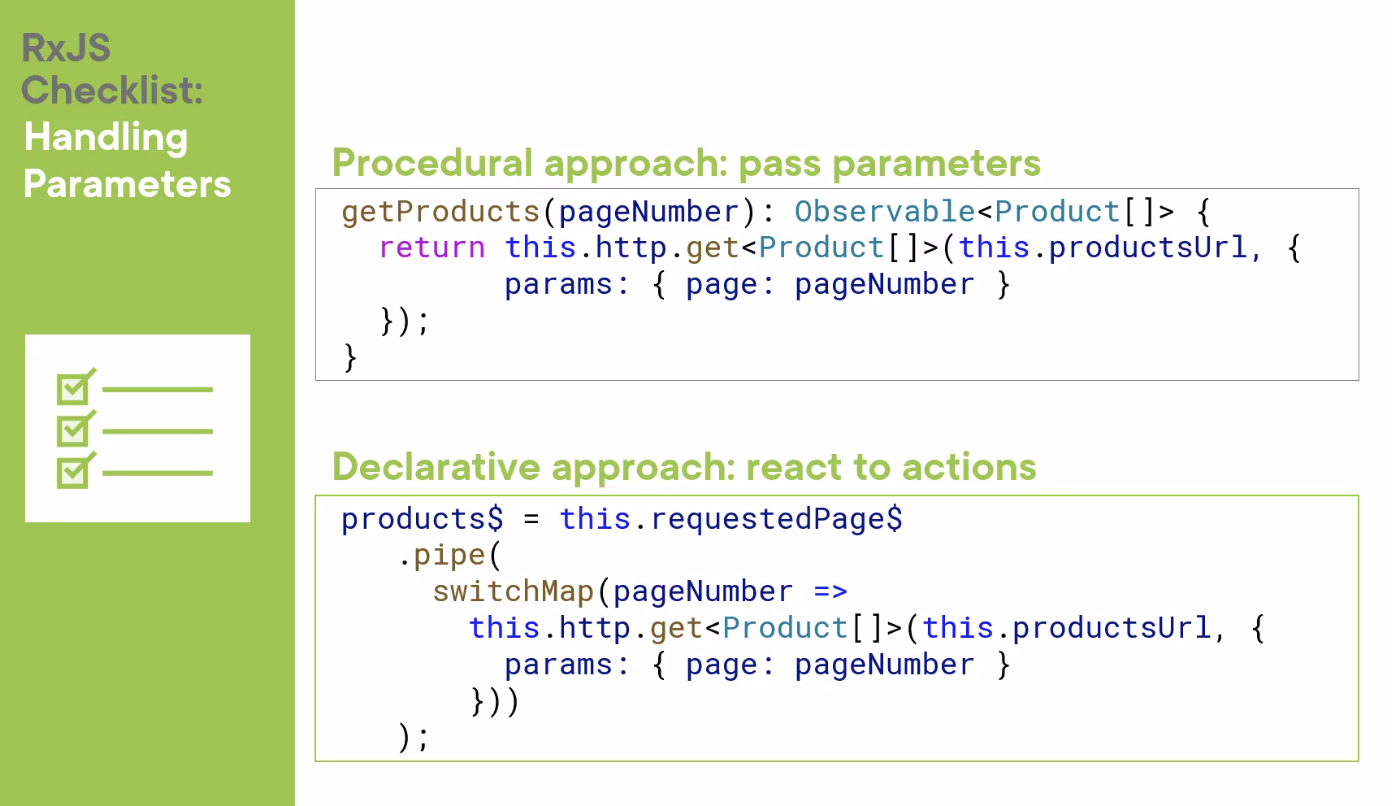 RxJS
Checklist:
Handling
Parameters
Procedural approach: pass parameters
getProducts(pageNumber): Observable<Product[]> {
  return this.http.get<Product[]>(this.productsUrl, {
         params: { page: pageNumber }
  });
}
Declarative approach: react to actions
products$ = this.requestedPage$
   .pipe(
     switchMap(pageNumber =>
       this.http.get<Product[]>(this.productsUrl, {
         params: { page: pageNumber }
       }))
   );